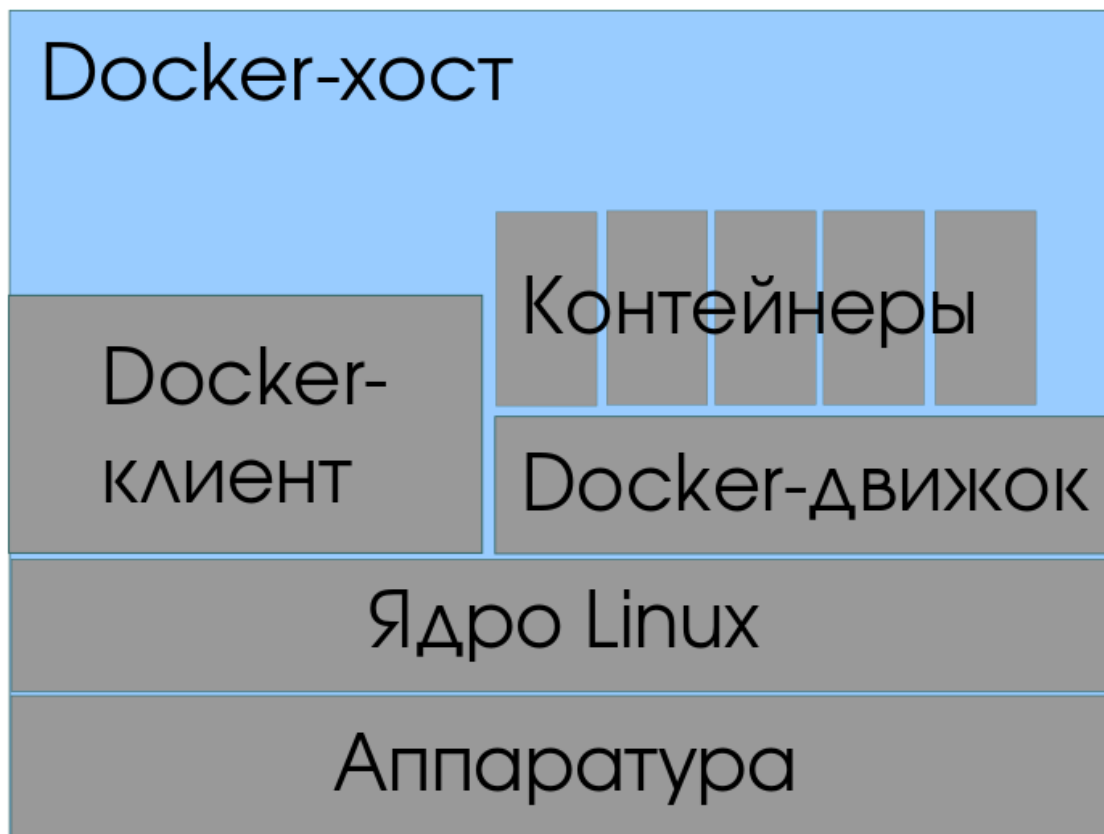 Docker-хост
Контейнеры
Docker-
клиент
Docker-движок
Ядро Linux
Аппаратура